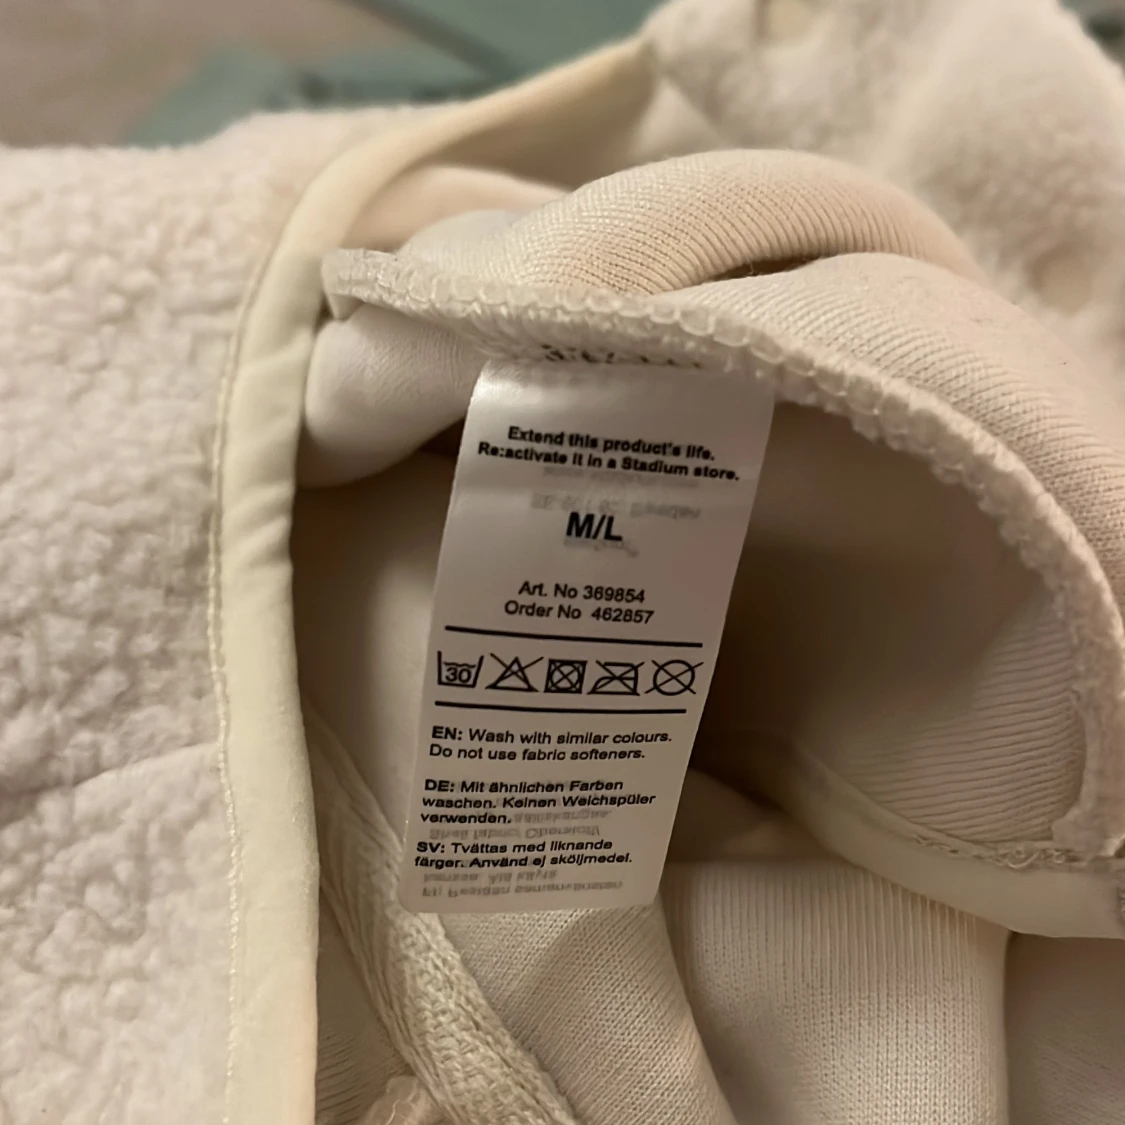 Extend this product's life.
Re:activate it in a Stadium store.
M/L
Art. No 369854
Order No 462857
30
EN: Wash with similar colours.
Do not use fabric softeners.
DE: Mit ähnlichen Farben
waschen. Keinen Weichspüler
verwenden.
SV: Tvättas med liknande
färger. Använd ej sköljmedel.